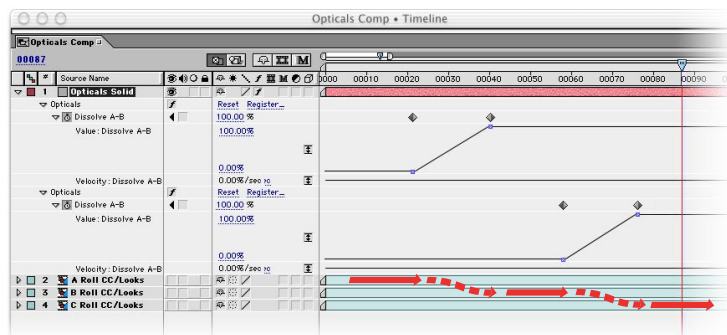 Opticals Comp • Timeline
Opticals Comp
00087
# Source Name
0000 00010 00020 00030 00040 00050 00060 00070 00080 00090
1 Opticals Solid
Opticals Reset Register...
Dissolve A-B 100.00 %
Value: Dissolve A-B 100.00%
0.00%
Velocity: Dissolve A-B 0.00%/sec
Opticals Reset Register...
Dissolve A-B 100.00 %
Value: Dissolve A-B 100.00%
0.00%
Velocity: Dissolve A-B 0.00%/sec
2 A Roll CC/Looks
3 B Roll CC/Looks
4 C Roll CC/Looks